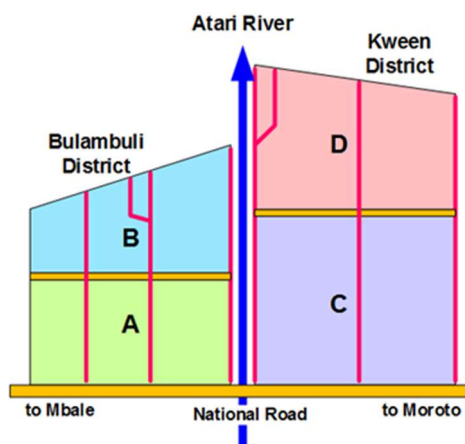 Atari River
Kween
District
Bulambuli
District
D
B
C
A
to Mbale
National Road
to Moroto